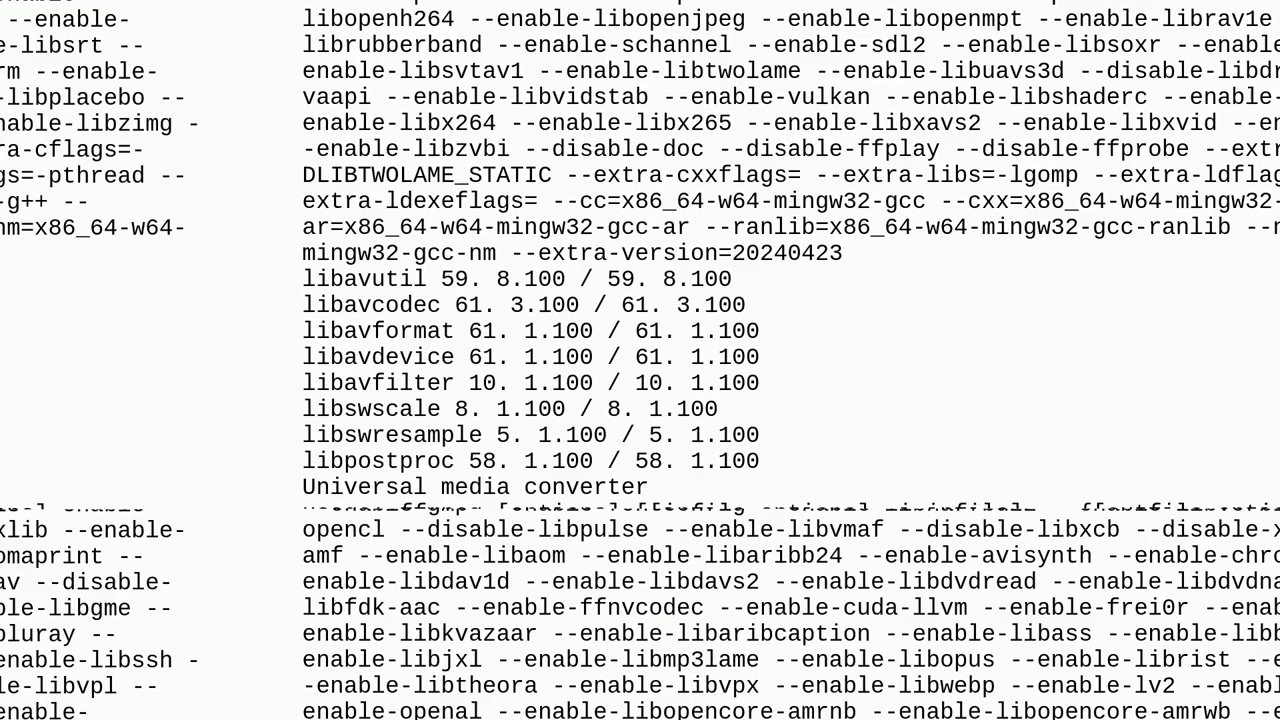 --enable- libopenh264 --enable-libopenjpeg --enable-libopenmpt --enable-librav1e
e-libsrt -- librubberband --enable-schannel --enable-sdl2 --enable-libsoxr --enable
rm --enable- enable-libsvtav1 --enable-libtwolame --enable-libuavs3d --disable-libdr
-libplacebo -- vaapi --enable-libvidstab --enable-vulkan --enable-libshaderc --enable-
nable-libzimg - enable-libx264 --enable-libx265 --enable-libxavs2 --enable-libxvid --en
ra-cflags=- -enable-libzvbi --disable-doc --disable-ffplay --disable-ffprobe --extr
gs=-pthread -- DLIBTWOLAME_STATIC --extra-cxxflags= --extra-libs=-lgomp --extra-ldflag
-g++ -- extra-ldexeflags= --cc=x86_64-w64-mingw32-gcc --cxx=x86_64-w64-mingw32-
nm=x86_64-w64- ar=x86_64-w64-mingw32-gcc-ar --ranlib=x86_64-w64-mingw32-gcc-ranlib --n
mingw32-gcc-nm --extra-version=20240423
libavutil 59. 8.100 / 59. 8.100
libavcodec 61. 3.100 / 61. 3.100
libavformat 61. 1.100 / 61. 1.100
libavdevice 61. 1.100 / 61. 1.100
libavfilter 10. 1.100 / 10. 1.100
libswscale 8. 1.100 / 8. 1.100
libswresample 5. 1.100 / 5. 1.100
libpostproc 58. 1.100 / 58. 1.100
Universal media converter
xlib --enable- opencl --disable-libpulse --enable-libvmaf --disable-libxcb --disable-x
omaprint -- amf --enable-libaom --enable-libaribb24 --enable-avisynth --enable-chro
av --disable- enable-libdav1d --enable-libdavs2 --enable-libdvdread --enable-libdvdna
ble-libgme -- libfdk-aac --enable-ffnvcodec --enable-cuda-llvm --enable-frei0r --enab
bluray -- enable-libkvazaar --enable-libaribcaption --enable-libass --enable-libb
enable-libssh - enable-libjxl --enable-libmp3lame --enable-libopus --enable-librist --e
le-libvpl -- -enable-libtheora --enable-libvpx --enable-libwebp --enable-lv2 --enabl
enable- enable-openal --enable-libopencore-amrnb --enable-libopencore-amrwb --e